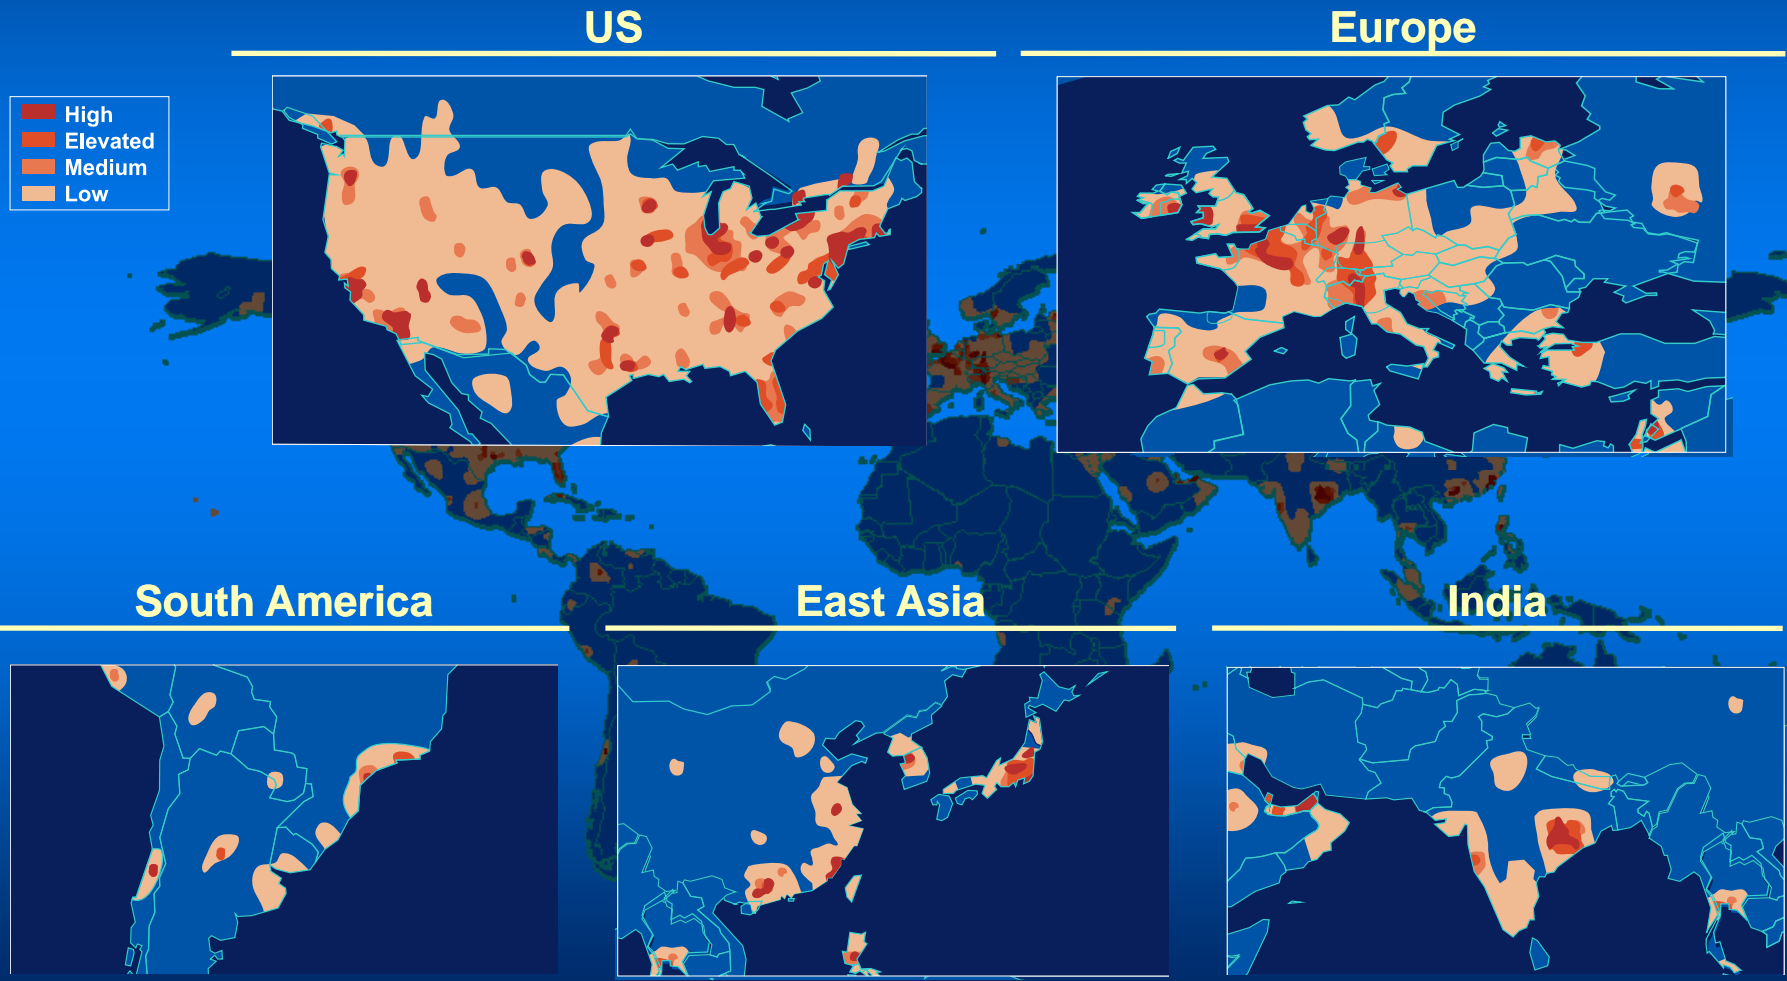 US
Europe
High
Elevated
Medium
Low
South America
East Asia
India